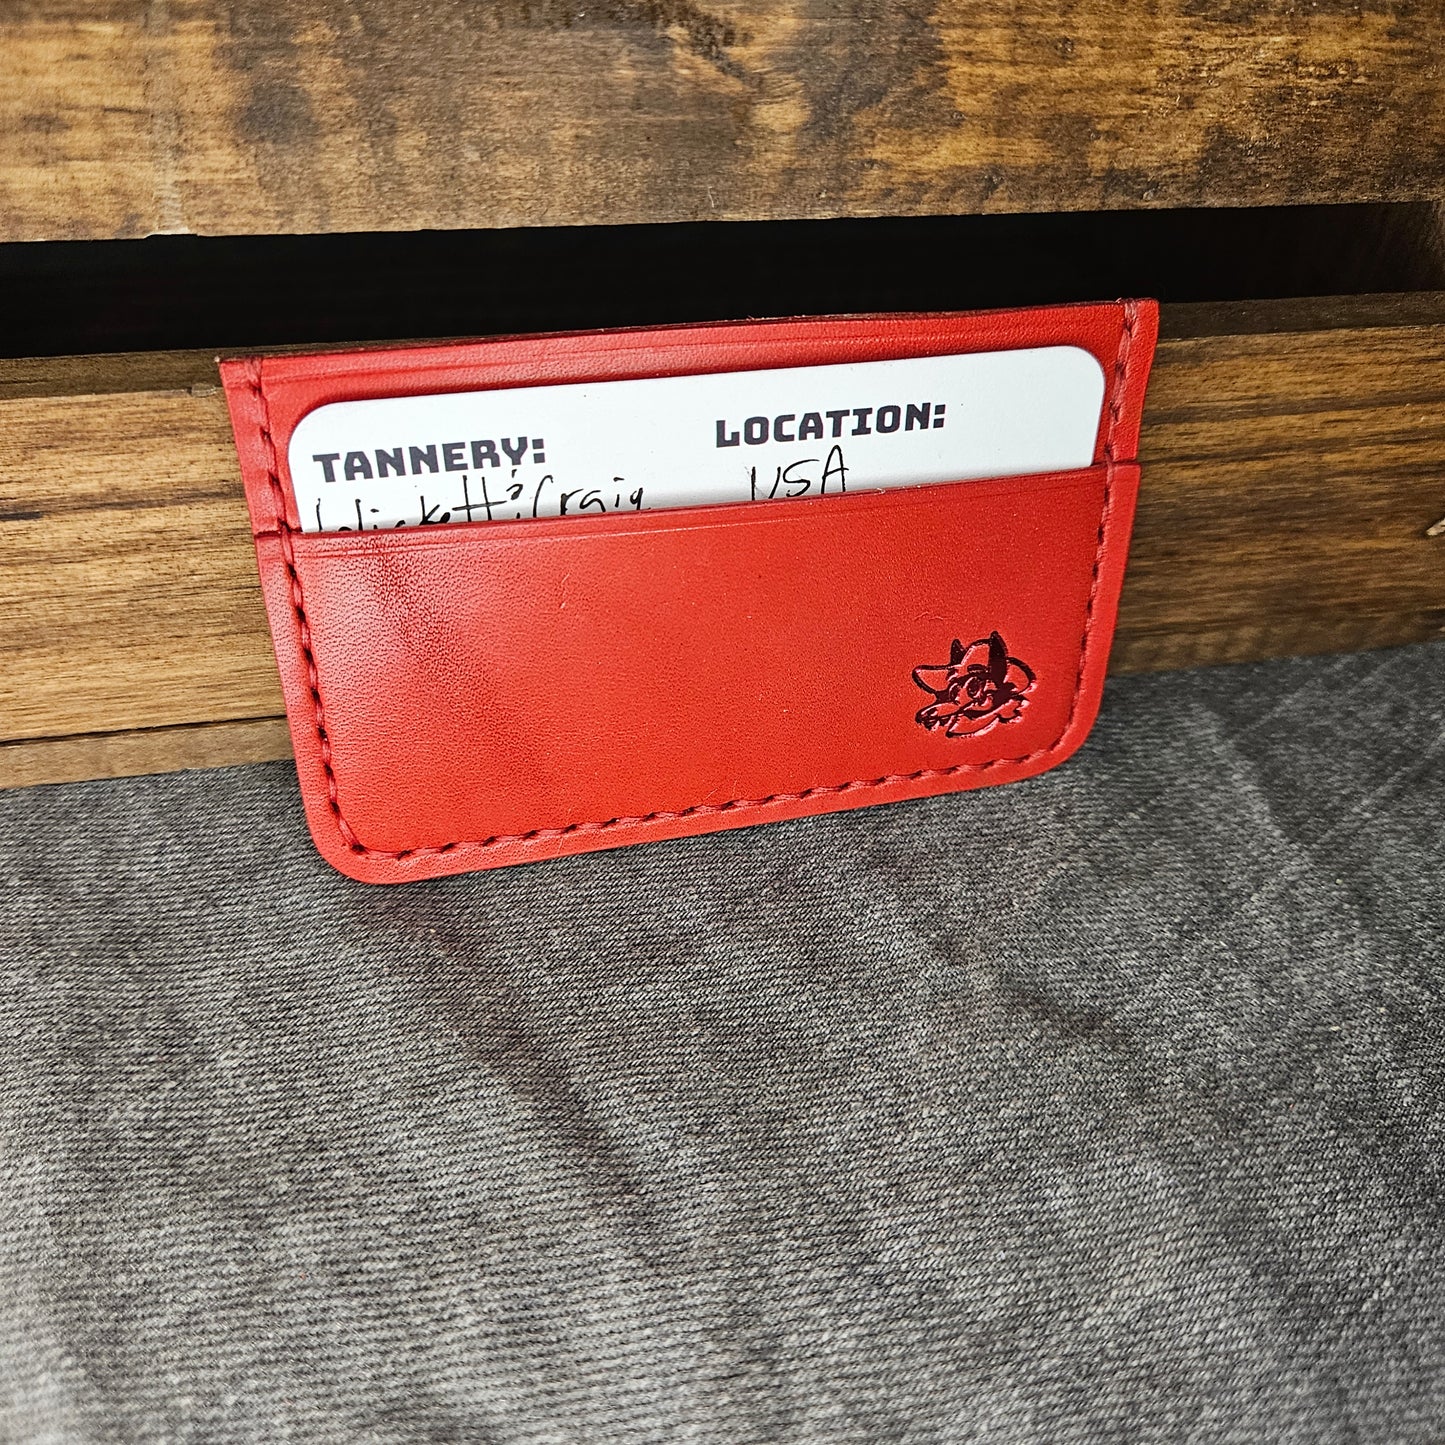 TANNERY: LOCATION:
Wickett & Craig USA